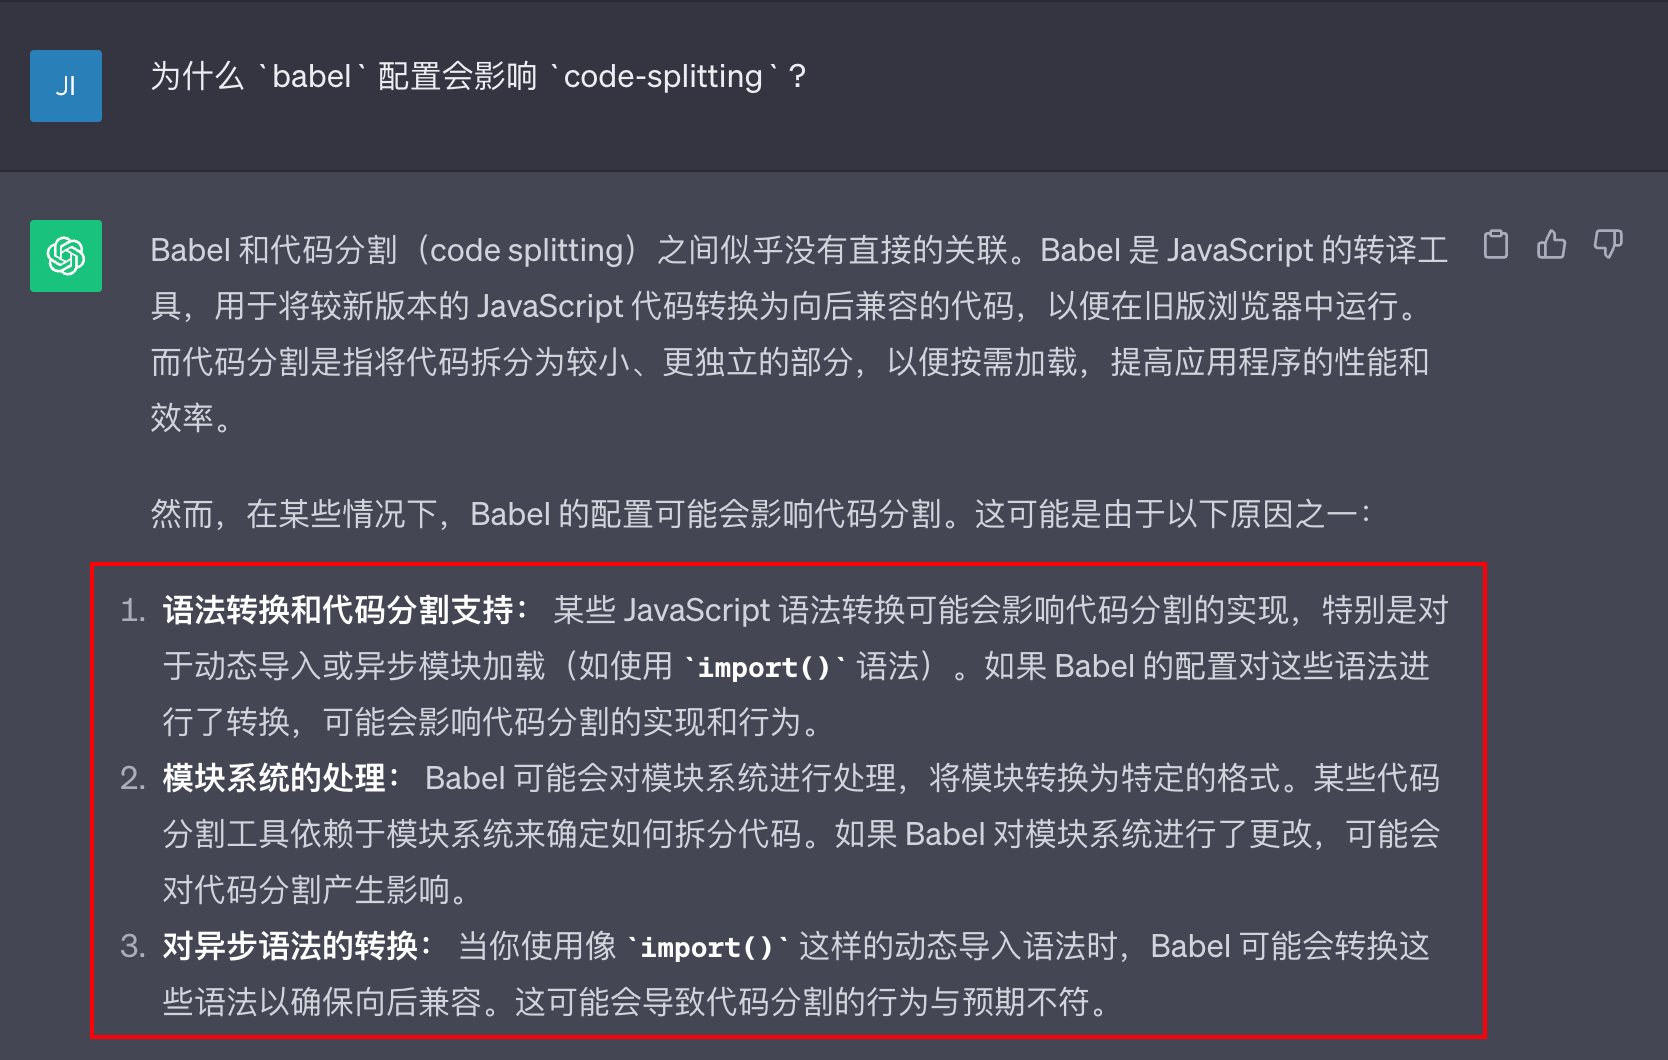 JI
为什么 `babel` 配置会影响 `code-splitting`？
Babel 和代码分割（code splitting）之间似乎没有直接的关联。Babel 是 JavaScript 的转译工
具，用于将较新版本的 JavaScript 代码转换为向后兼容的代码，以便在旧版浏览器中运行。
而代码分割是指将代码拆分为较小、更独立的部分，以便按需加载，提高应用程序的性能和
效率。
然而，在某些情况下，Babel 的配置可能会影响代码分割。这可能是由于以下原因之一：
1. 语法转换和代码分割支持： 某些 JavaScript 语法转换可能会影响代码分割的实现，特别是对
于动态导入或异步模块加载（如使用 `import()` 语法）。如果 Babel 的配置对这些语法进
行了转换，可能会影响代码分割的实现和行为。
2. 模块系统的处理： Babel 可能会对模块系统进行处理，将模块转换为特定的格式。某些代码
分割工具依赖于模块系统来确定如何拆分代码。如果 Babel 对模块系统进行了更改，可能会
对代码分割产生影响。
3. 对异步语法的转换： 当你使用像 `import()` 这样的动态导入语法时，Babel 可能会转换这
些语法以确保向后兼容。这可能会导致代码分割的行为与预期不符。